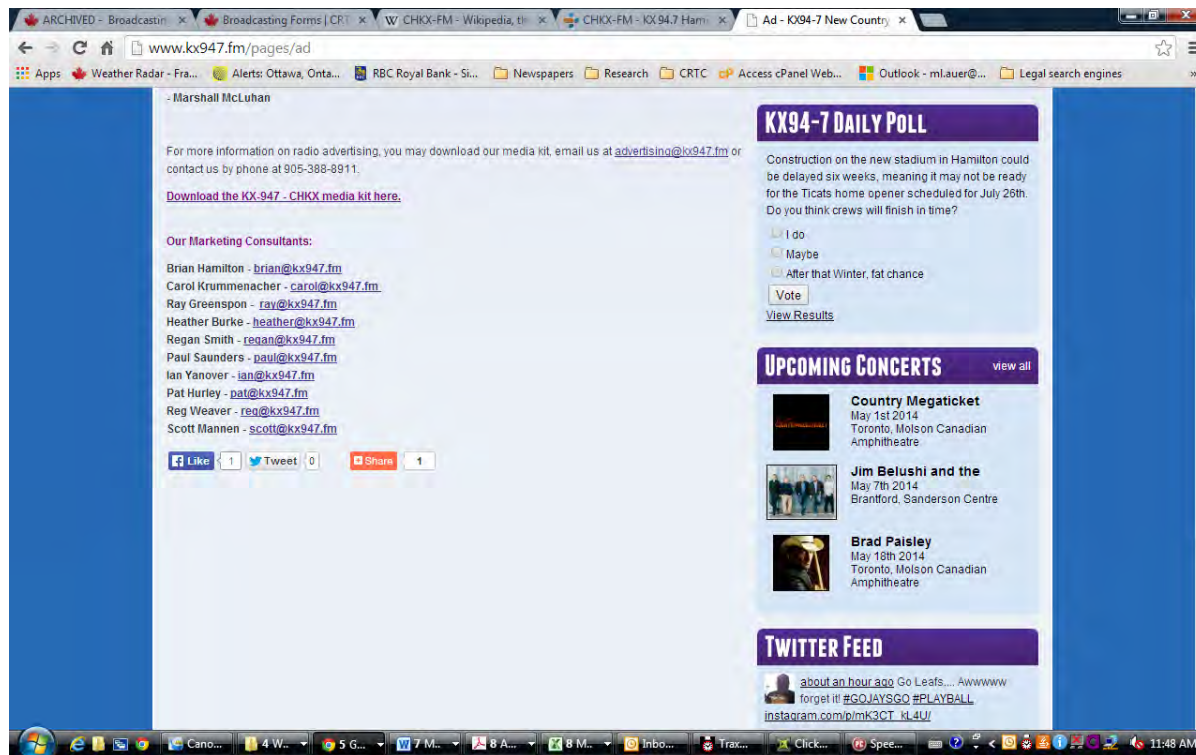 ARCHIVED - Broadcastin
Broadcasting Forms | CRT
CHKX-FM - Wikipedia, th
CHKX-FM - KX 94.7 Hami
Ad - KX94-7 New Country
www.kx947.fm/pages/ad
Apps
Weather Radar - Fra...
Alerts: Ottawa, Onta...
RBC Royal Bank - Si...
Newspapers
Research
CRTC
Access cPanel Web...
Outlook - ml.auer@...
Legal search engines
- Marshall McLuhan
For more information on radio advertising, you may download our media kit, email us at advertising@kx947.fm or
contact us by phone at 905-388-8911.
Download the KX-947 - CHKX media kit here.
Our Marketing Consultants:
Brian Hamilton - brian@kx947.fm
Carol Krummenacher - carol@kx947.fm
Ray Greenspon - ray@kx947.fm
Heather Burke - heather@kx947.fm
Regan Smith - regan@kx947.fm
Paul Saunders - paul@kx947.fm
Ian Yanover - ian@kx947.fm
Pat Hurley - pat@kx947.fm
Reg Weaver - reg@kx947.fm
Scott Mannen - scott@kx947.fm
Like 1 Tweet 0 Share 1
KX94-7 DAILY POLL
Construction on the new stadium in Hamilton could
be delayed six weeks, meaning it may not be ready
for the Ticats home opener scheduled for July 26th.
Do you think crews will finish in time?
I do
Maybe
After that Winter, fat chance
Vote
View Results
UPCOMING CONCERTS view all
Country Megaticket
May 1st 2014
Toronto, Molson Canadian
Amphitheatre
Jim Belushi and the
May 7th 2014
Brantford, Sanderson Centre
Brad Paisley
May 18th 2014
Toronto, Molson Canadian
Amphitheatre
TWITTER FEED
about an hour ago Go Leafs.... Awwwww
forget it! #GOJAYSGO #PLAYBALL
instagram.com/p/mK3CT_kL4U/
Cano...
4 W...
5 G...
7 M...
8 A...
8 M...
Inbo...
Trax...
Click...
Spee...
11:48 AM